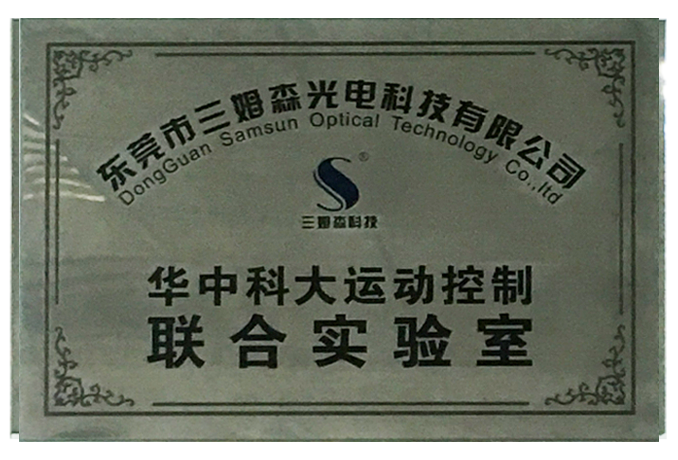 东莞市三姆森光电科技有限公司
DongGuan Samsun Optical Technology Co.,ltd
®
三姆森科技
华中科大运动控制
联合实验室